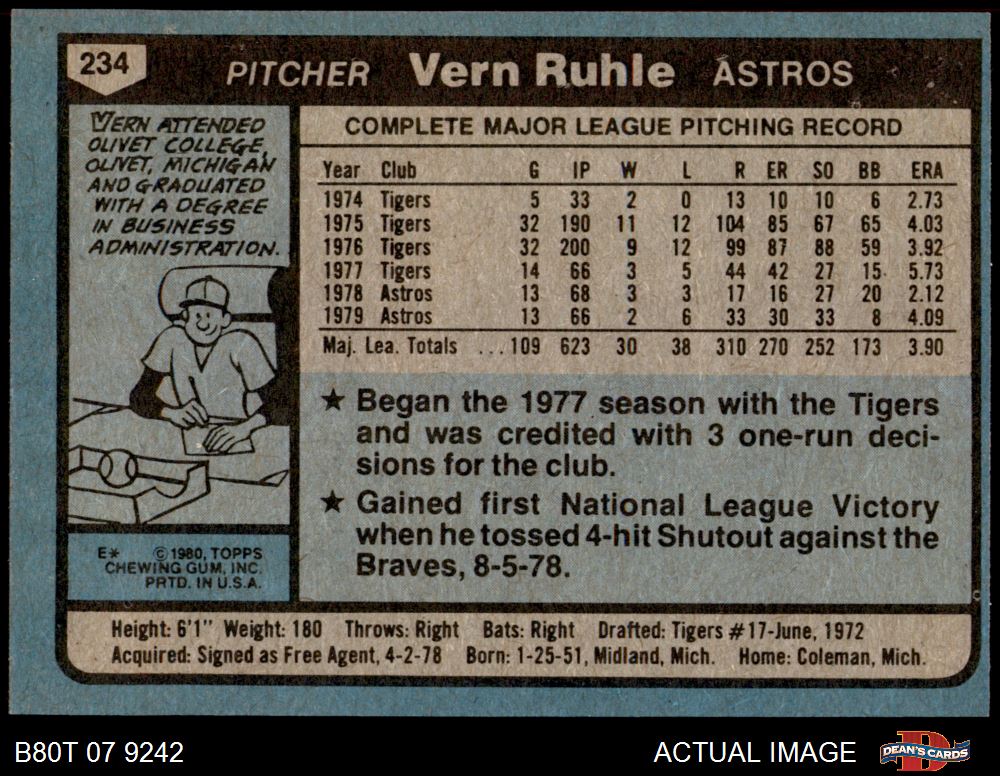 234 PITCHER Vern Ruhle ASTROS
VERN ATTENDED
OLIVET COLLEGE,
OLIVET, MICHIGAN
AND GRADUATED
WITH A DEGREE
IN BUSINESS
ADMINISTRATION.
COMPLETE MAJOR LEAGUE PITCHING RECORD
Year Club G IP W L R ER SO BB ERA
1974 Tigers 5 33 2 0 13 10 10 6 2.73
1975 Tigers 32 190 11 12 104 85 67 65 4.03
1976 Tigers 32 200 9 12 99 87 88 59 3.92
1977 Tigers 14 66 3 5 44 42 27 15 5.73
1978 Astros 13 68 3 3 17 16 27 20 2.12
1979 Astros 13 66 2 6 33 30 33 8 4.09
Maj. Lea. Totals ...109 623 30 38 310 270 252 173 3.90
★ Began the 1977 season with the Tigers
and was credited with 3 one-run deci-
sions for the club.
★ Gained first National League Victory
when he tossed 4-hit Shutout against the
Braves, 8-5-78.
E* © 1980, TOPPS
CHEWING GUM, INC.
PRTD. IN U.S.A.
Height: 6'1" Weight: 180 Throws: Right Bats: Right Drafted: Tigers #17-June, 1972
Acquired: Signed as Free Agent, 4-2-78 Born: 1-25-51, Midland, Mich. Home: Coleman, Mich.
B80T 07 9242 ACTUAL IMAGE DEAN'S CARDS